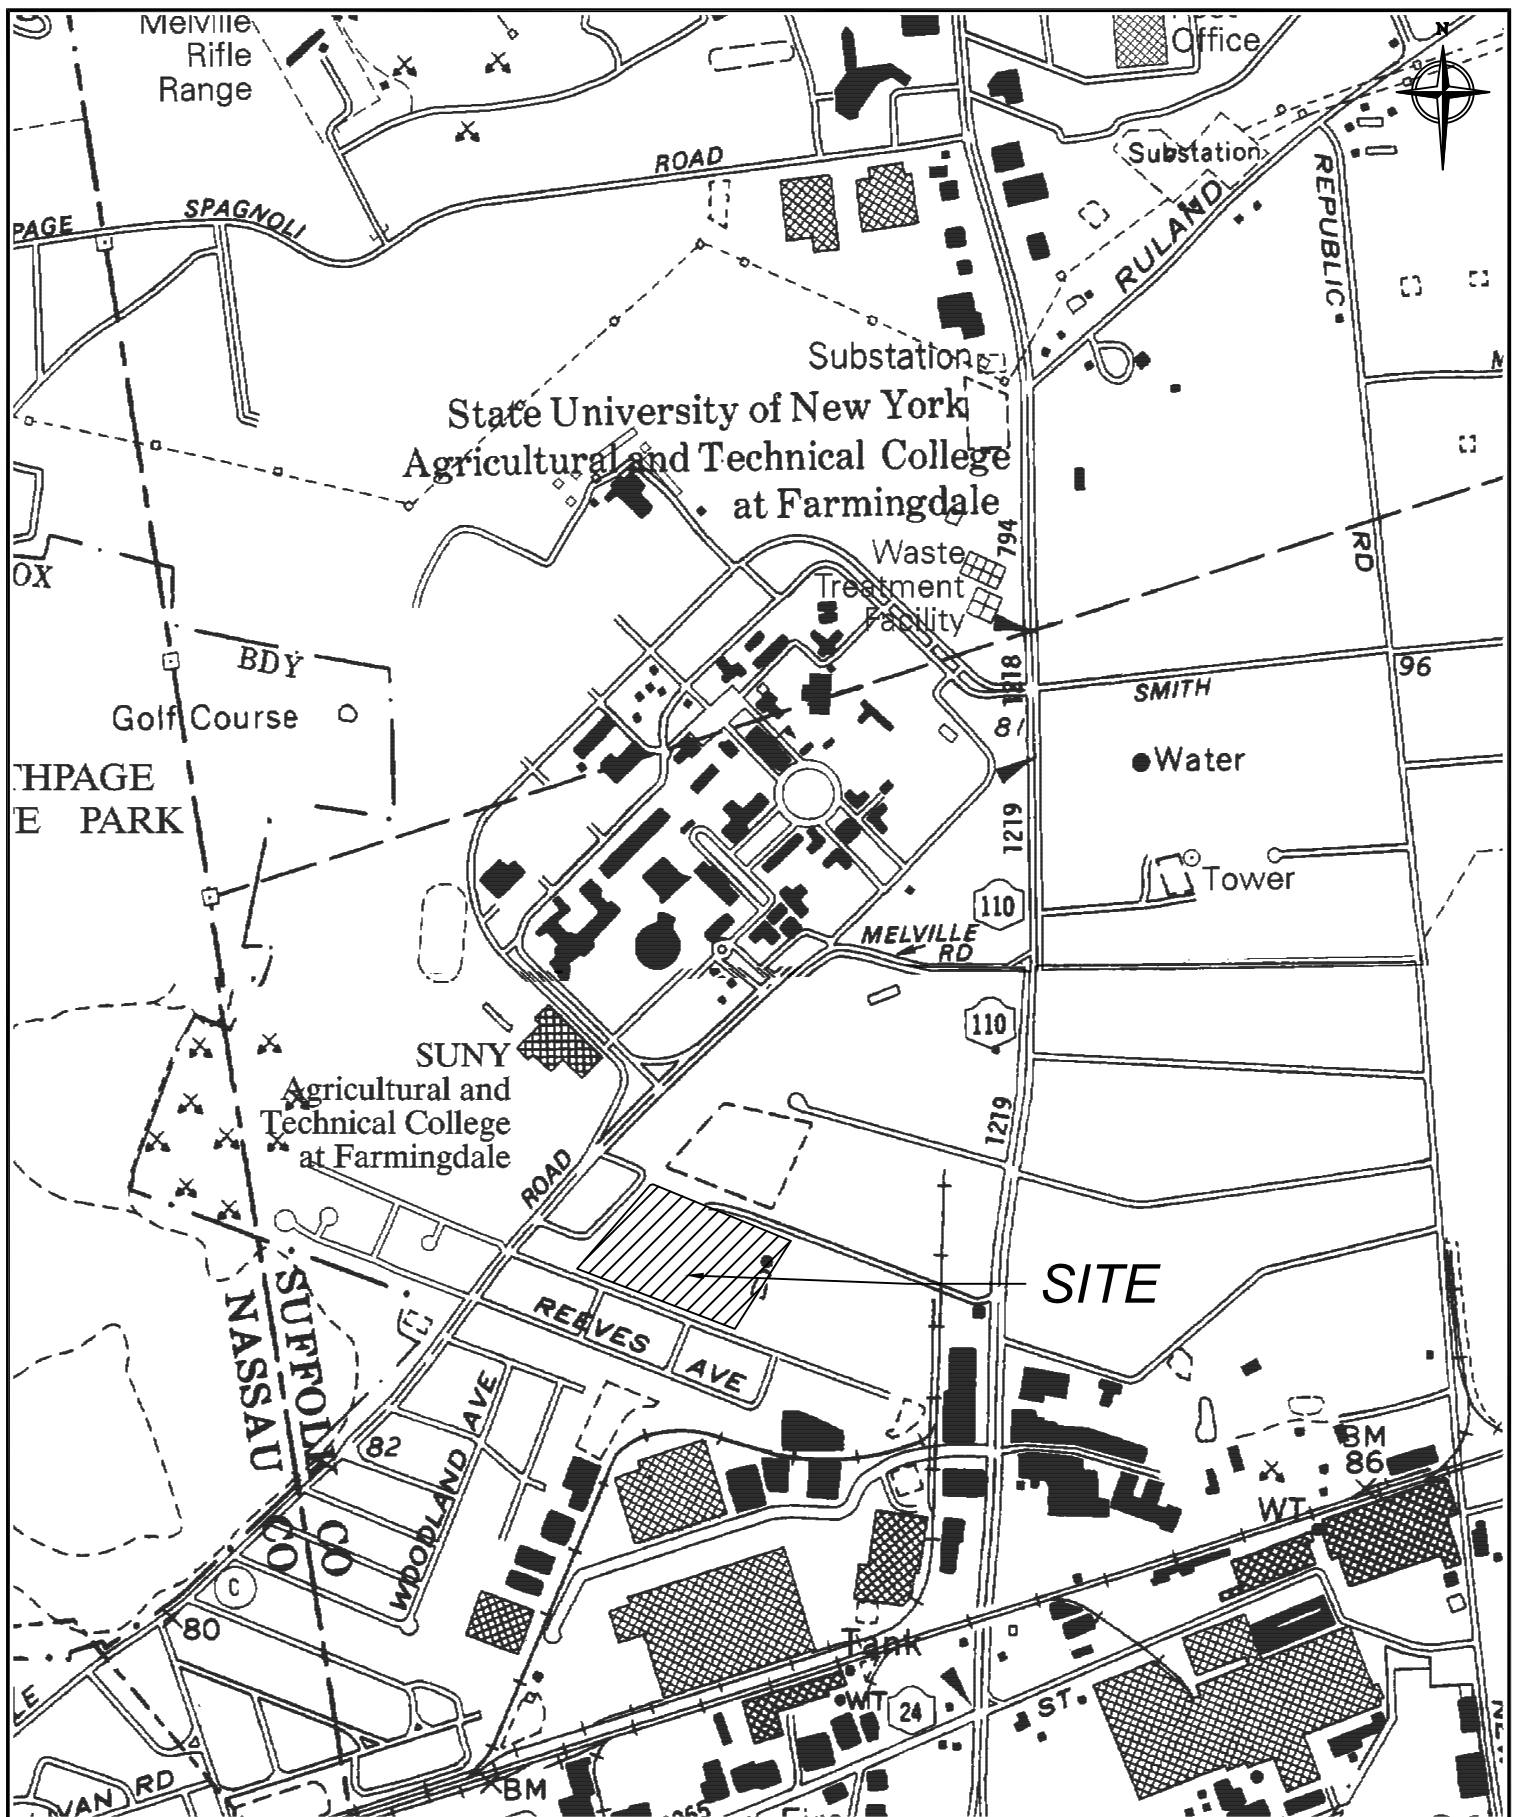 Melville
Rifle
Range
Office
N
Substation
ROAD
SPAGNOLI
PAGE
RULAND
REPUBLIC
Substation
State University of New York
Agricultural and Technical College
at Farmingdale
794
Waste
Treatment
Facility
RD
OX
BDY
1218
SMITH
96
Golf Course
81
Water
THPAGE
E PARK
1219
Tower
110
MELVILLE
RD
110
SUNY
Agricultural and
Technical College
at Farmingdale
1219
ROAD
SITE
SUFFOLK
NASSAU
REEVES
AVE
AVE
82
WOODLAND
BM
86
WT
CO
CO
C
80
Tank
WT
24
ST
LE
VAN RD
BM